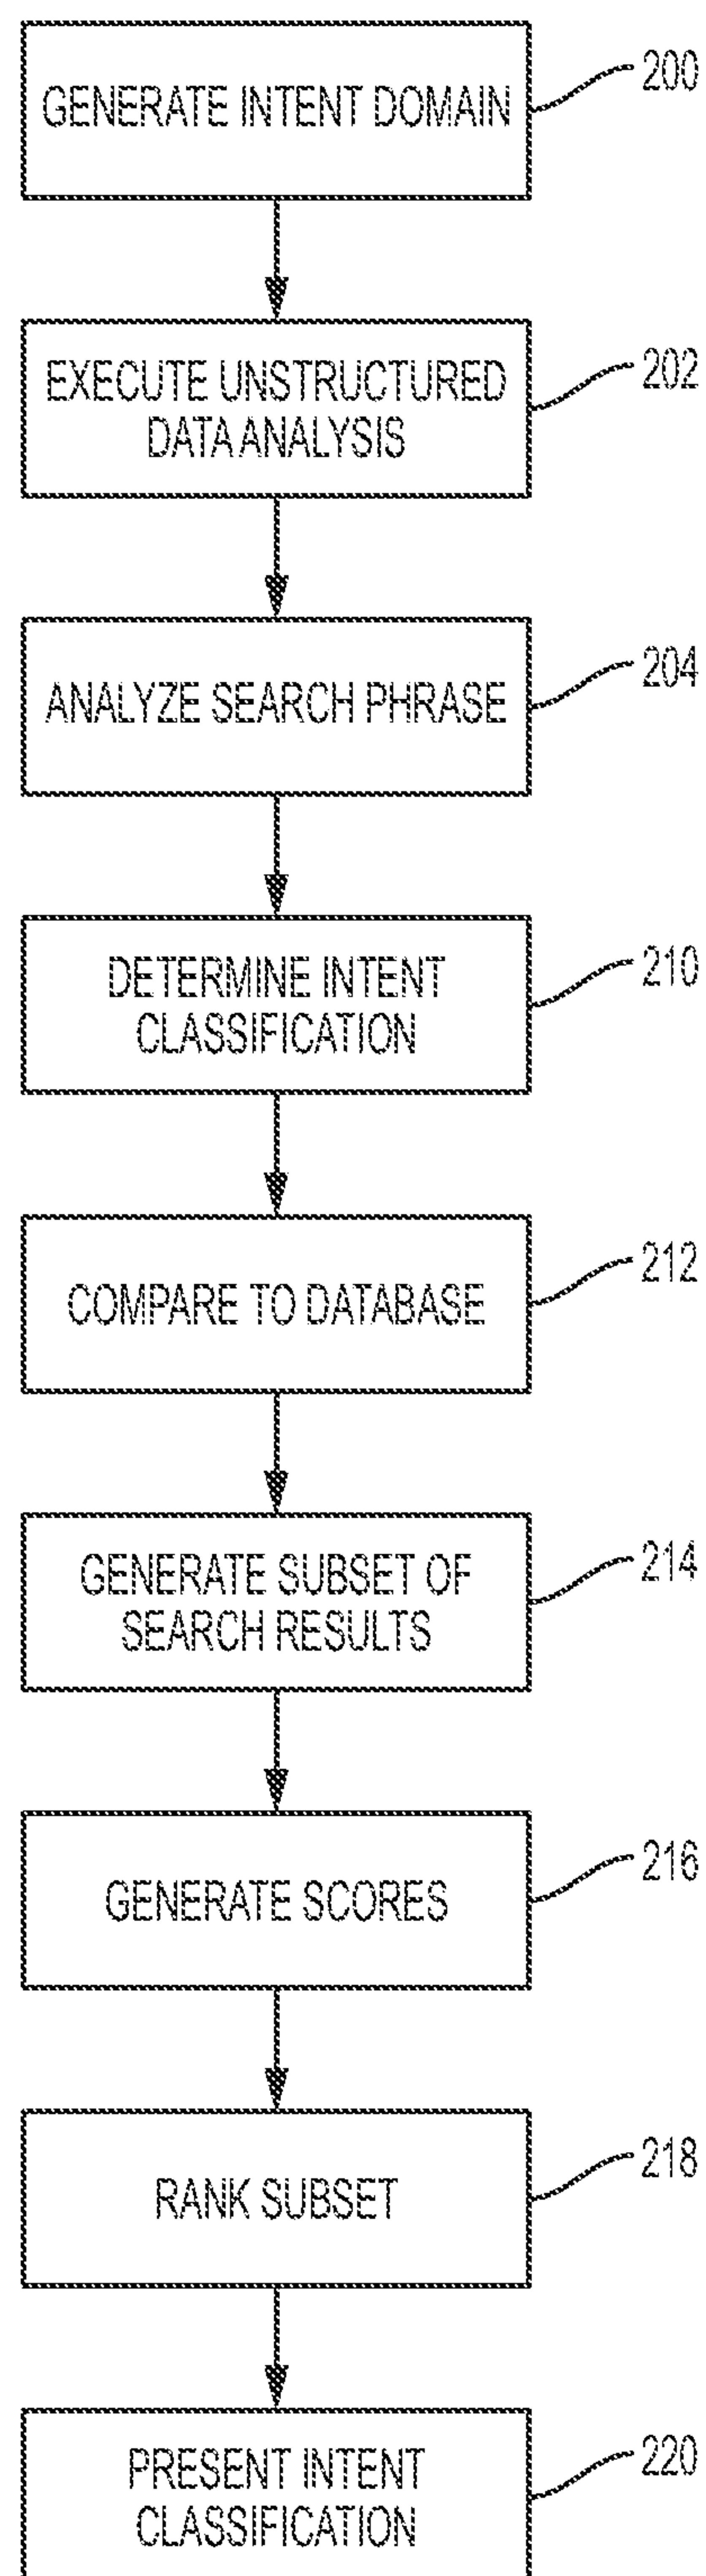 GENERATE INTENT DOMAIN
200
EXECUTE UNSTRUCTURED
DATA ANALYSIS
202
ANALYZE SEARCH PHRASE
204
DETERMINE INTENT
CLASSIFICATION
210
COMPARE TO DATABASE
212
GENERATE SUBSET OF
SEARCH RESULTS
214
GENERATE SCORES
216
RANK SUBSET
218
PRESENT INTENT
CLASSIFICATION
220